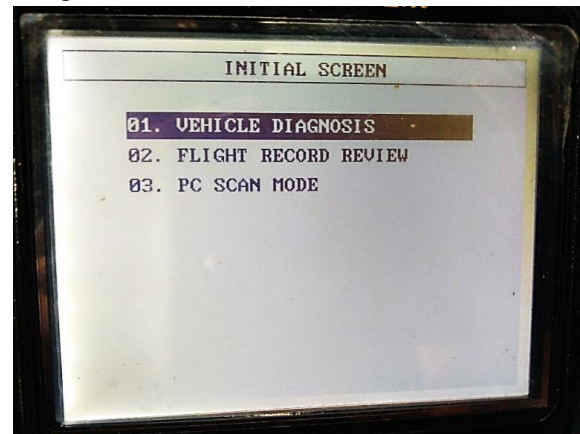 INITIAL SCREEN
01. VEHICLE DIAGNOSIS
02. FLIGHT RECORD REVIEW
03. PC SCAN MODE